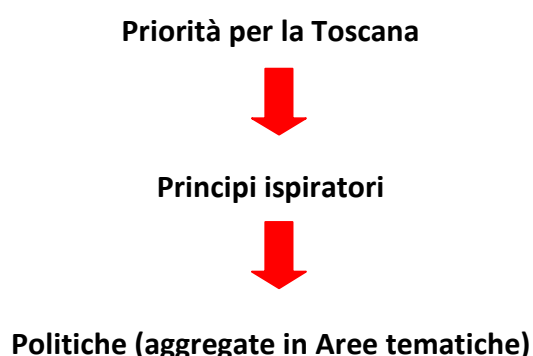 Priorità per la Toscana
Principi ispiratori
Politiche (aggregate in Aree tematiche)